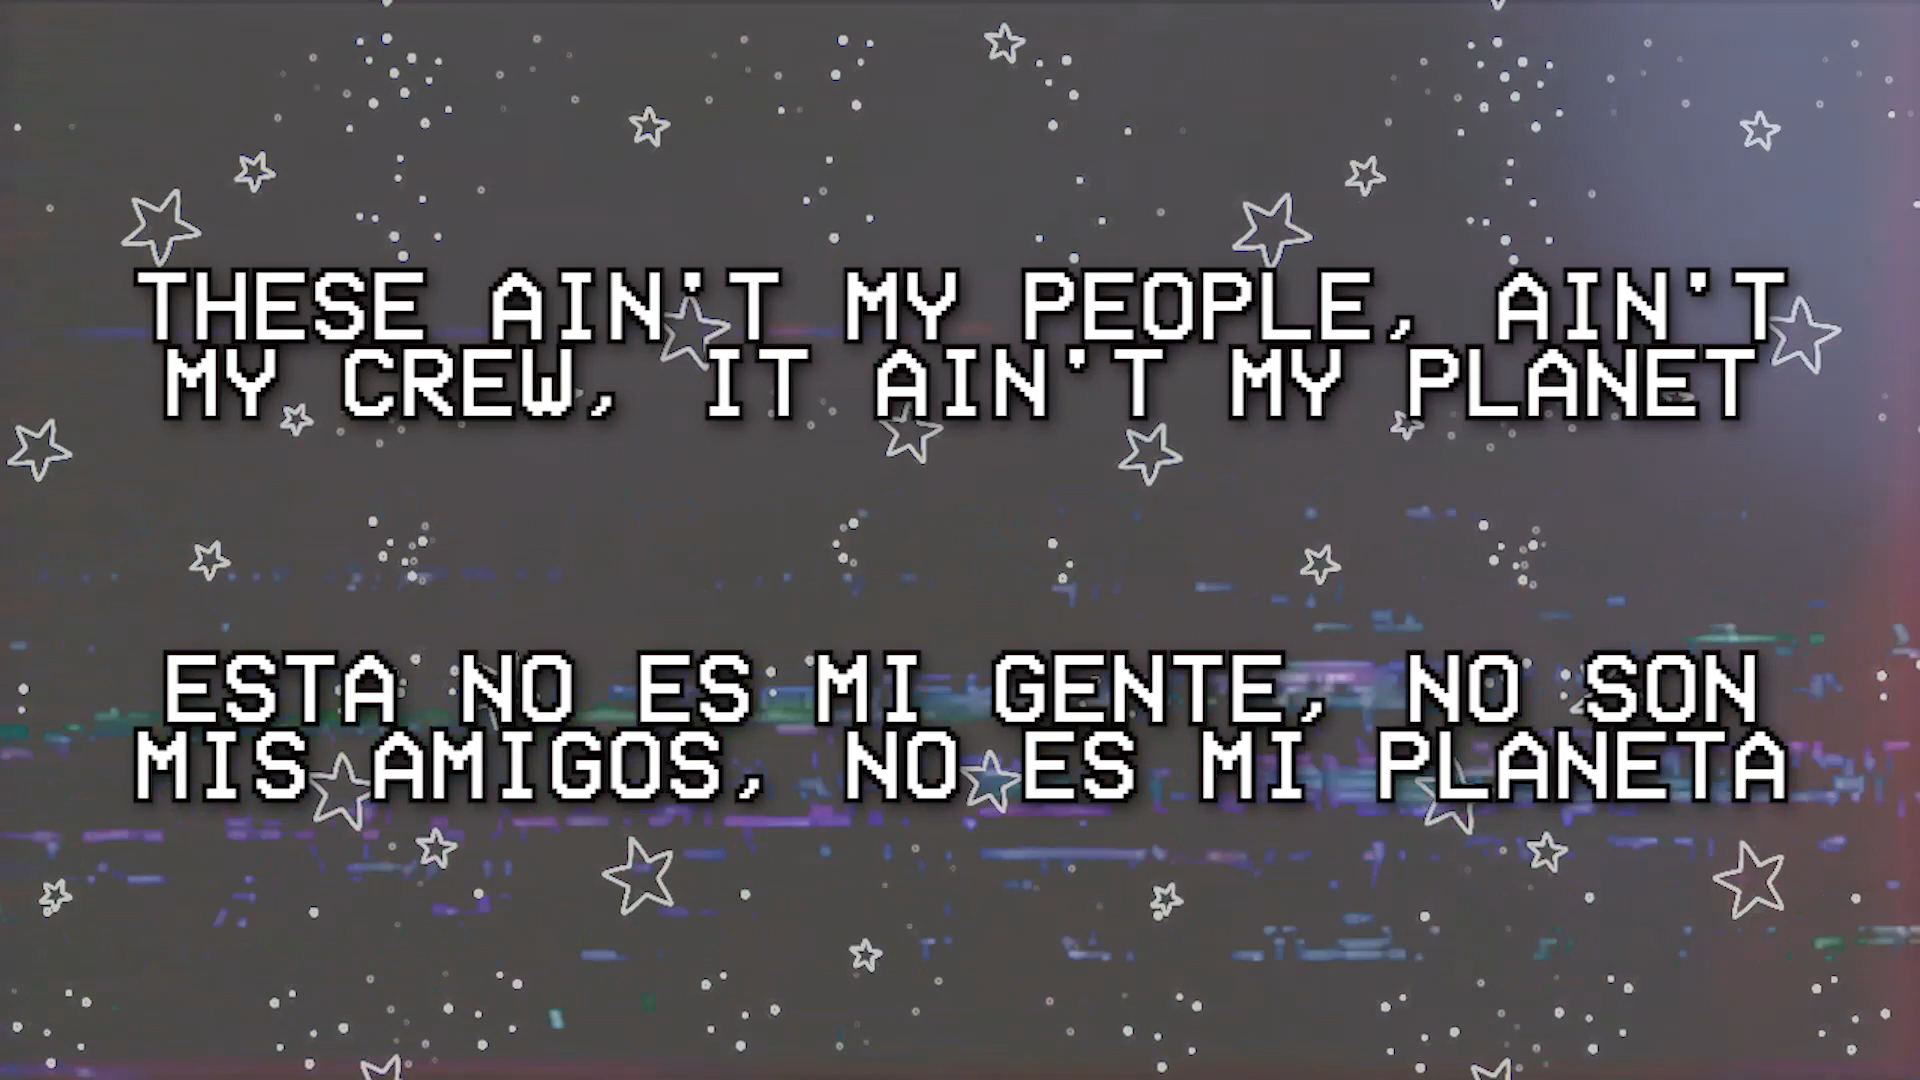 THESE AIN'T MY PEOPLE, AIN'T
MY CREW, IT AIN'T MY PLANET
ESTA NO ES MI GENTE, NO SON
MIS AMIGOS, NO ES MI PLANETA